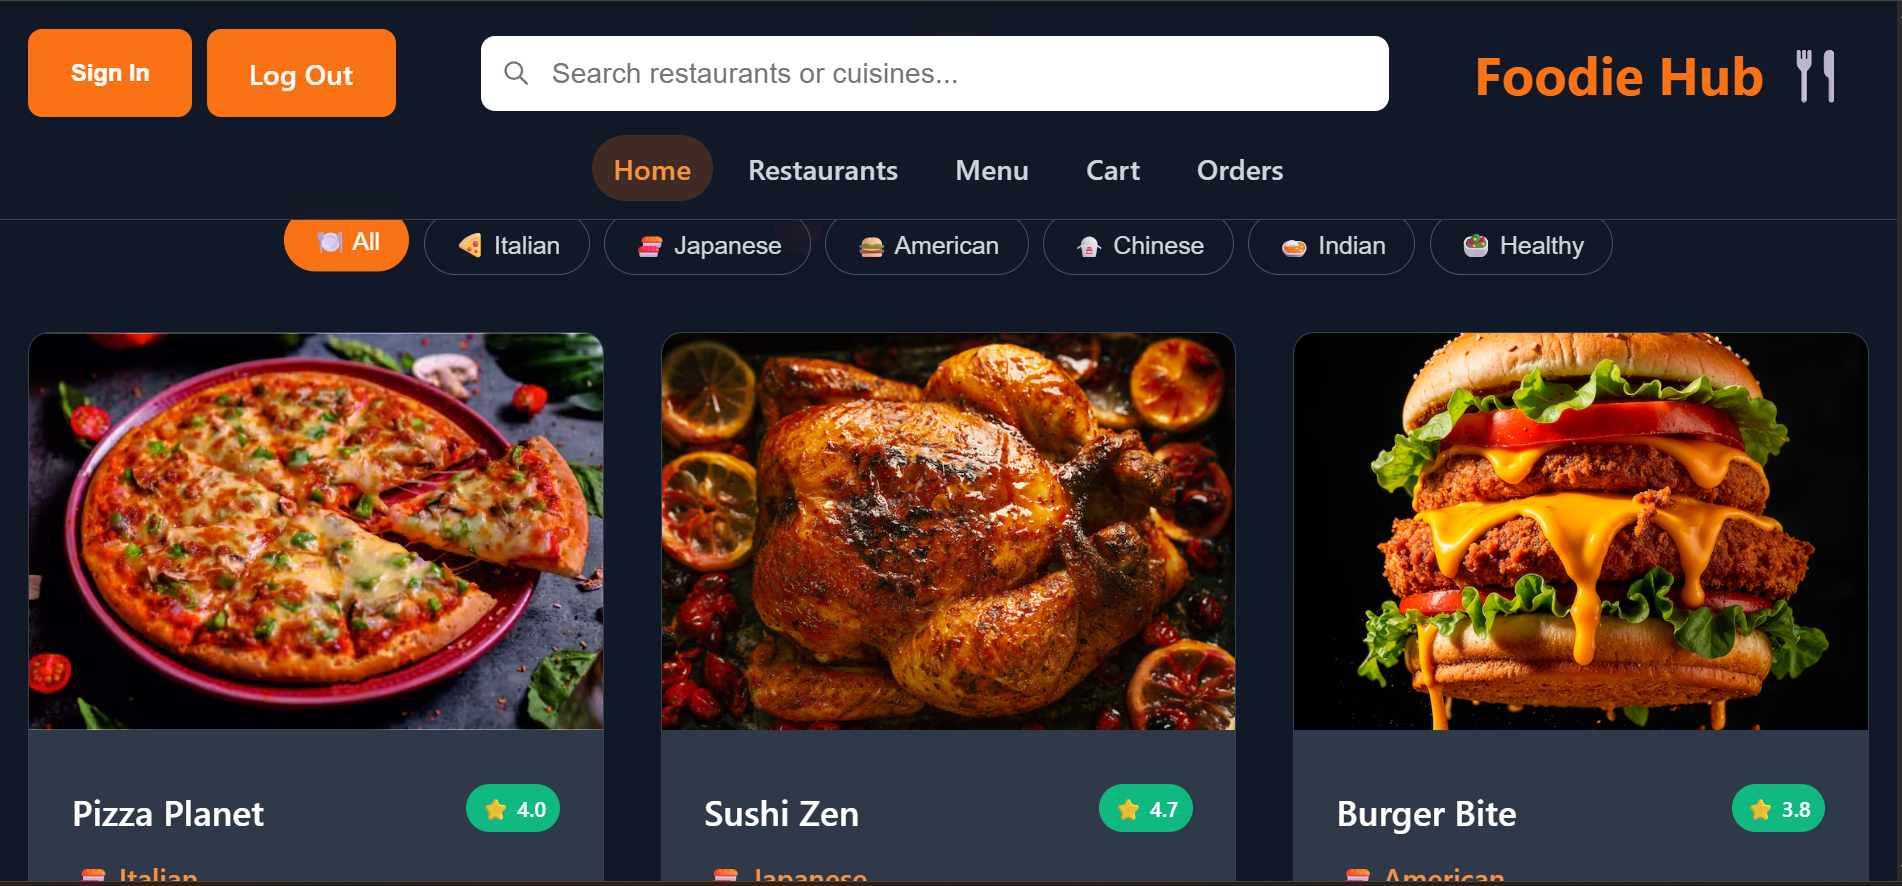 Sign In
Log Out
Search restaurants or cuisines...
Foodie Hub
Home
Restaurants
Menu
Cart
Orders
All
Italian
Japanese
American
Chinese
Indian
Healthy
Pizza Planet
4.0
Sushi Zen
4.7
Burger Bite
3.8
Italian
Japanese
American